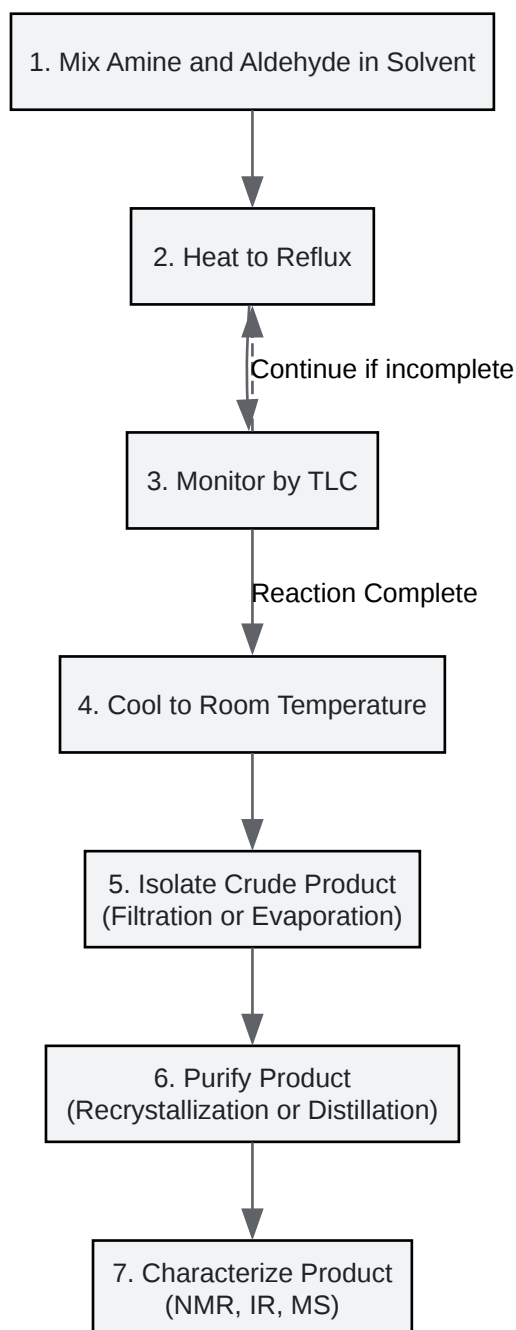 1. Mix Amine and Aldehyde in Solvent
2. Heat to Reflux
Continue if incomplete
3. Monitor by TLC
Reaction Complete
4. Cool to Room Temperature
5. Isolate Crude Product
(Filtration or Evaporation)
6. Purify Product
(Recrystallization or Distillation)
7. Characterize Product
(NMR, IR, MS)